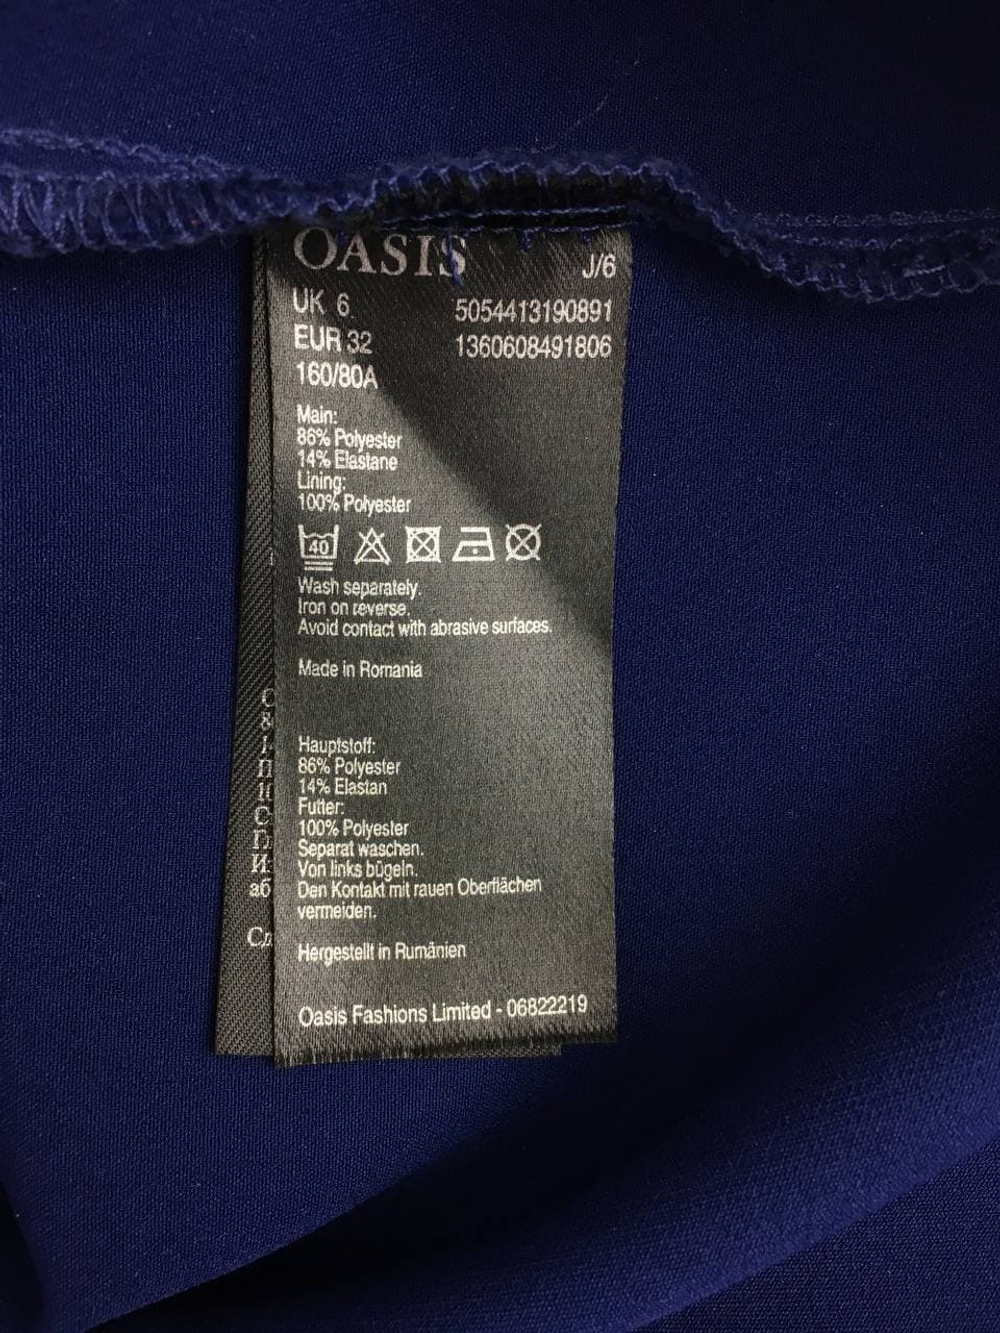 OASIS
J/6
UK 6 5054413190891
EUR 32 1360608491806
160/80A
Main:
86% Polyester
14% Elastane
Lining:
100% Polyester
40
Wash separately.
Iron on reverse.
Avoid contact with abrasive surfaces.
Made in Romania
Hauptstoff:
86% Polyester
14% Elastan
Futter:
100% Polyester
Separat waschen.
Von links bügeln.
Den Kontakt mit rauen Oberflächen
vermeiden.
Hergestellt in Rumänien
Oasis Fashions Limited - 06822219